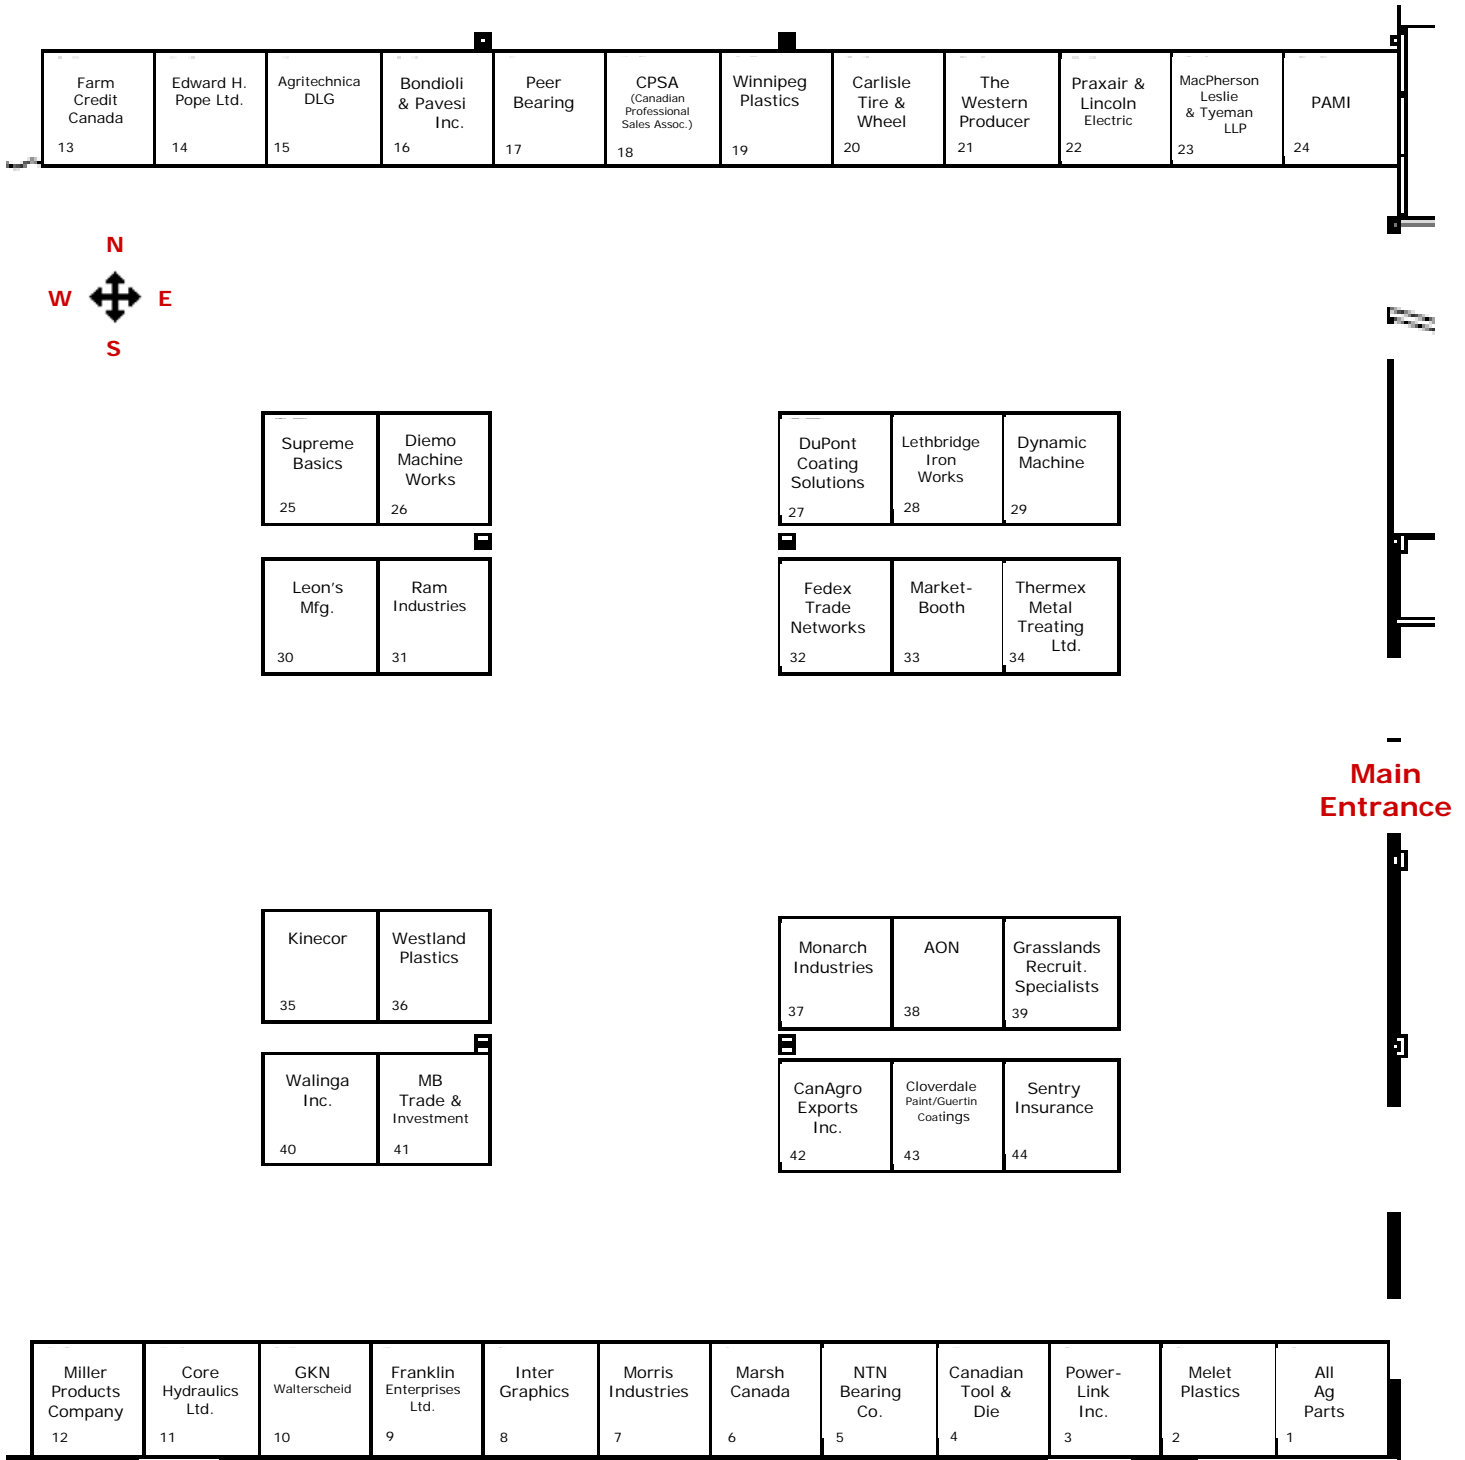 Farm
Credit
Canada
13
Edward H.
Pope Ltd.
14
Agritechnica
DLG
15
Bondioli
& Pavesi
Inc.
16
Peer
Bearing
17
CPSA
(Canadian
Professional
Sales Assoc.)
18
Winnipeg
Plastics
19
Carlisle
Tire &
Wheel
20
The
Western
Producer
21
Praxair &
Lincoln
Electric
22
MacPherson
Leslie
& Tyeman
LLP
23
PAMI
24
N
W E
S
Supreme
Basics
25
Diemo
Machine
Works
26
DuPont
Coating
Solutions
27
Lethbridge
Iron
Works
28
Dynamic
Machine
29
Leon's
Mfg.
30
Ram
Industries
31
Fedex
Trade
Networks
32
Market-
Booth
33
Thermex
Metal
Treating
Ltd.
34
Main
Entrance
Kinecor
35
Westland
Plastics
36
Monarch
Industries
37
AON
38
Grasslands
Recruit.
Specialists
39
Walinga
Inc.
40
MB
Trade &
Investment
41
CanAgro
Exports
Inc.
42
Cloverdale
Paint/Guertin
Coatings
43
Sentry
Insurance
44
Miller
Products
Company
12
Core
Hydraulics
Ltd.
11
GKN
Walterscheid
10
Franklin
Enterprises
Ltd.
9
Inter
Graphics
8
Morris
Industries
7
Marsh
Canada
6
NTN
Bearing
Co.
5
Canadian
Tool &
Die
4
Power-
Link
Inc.
3
Melet
Plastics
2
All
Ag
Parts
1